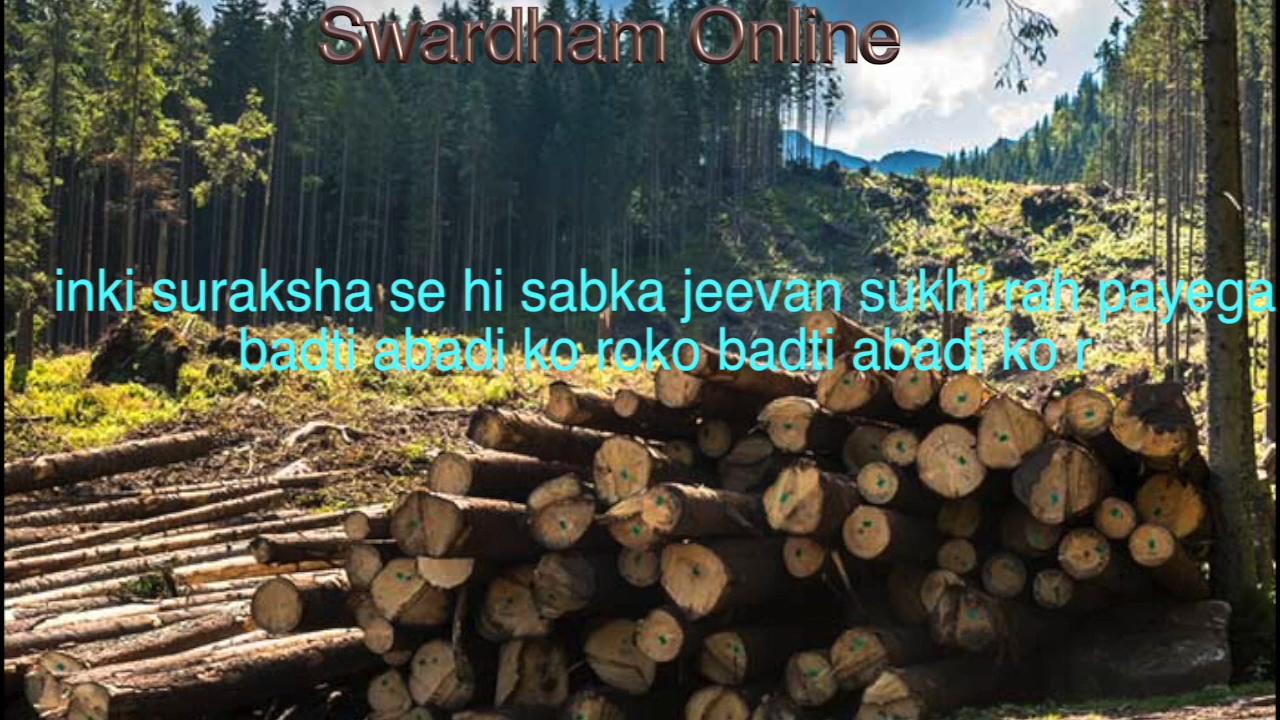 Swardham Online
inki suraksha se hi sabka jeevan sukhi rah payega
badti abadi ko roko badti abadi ko r